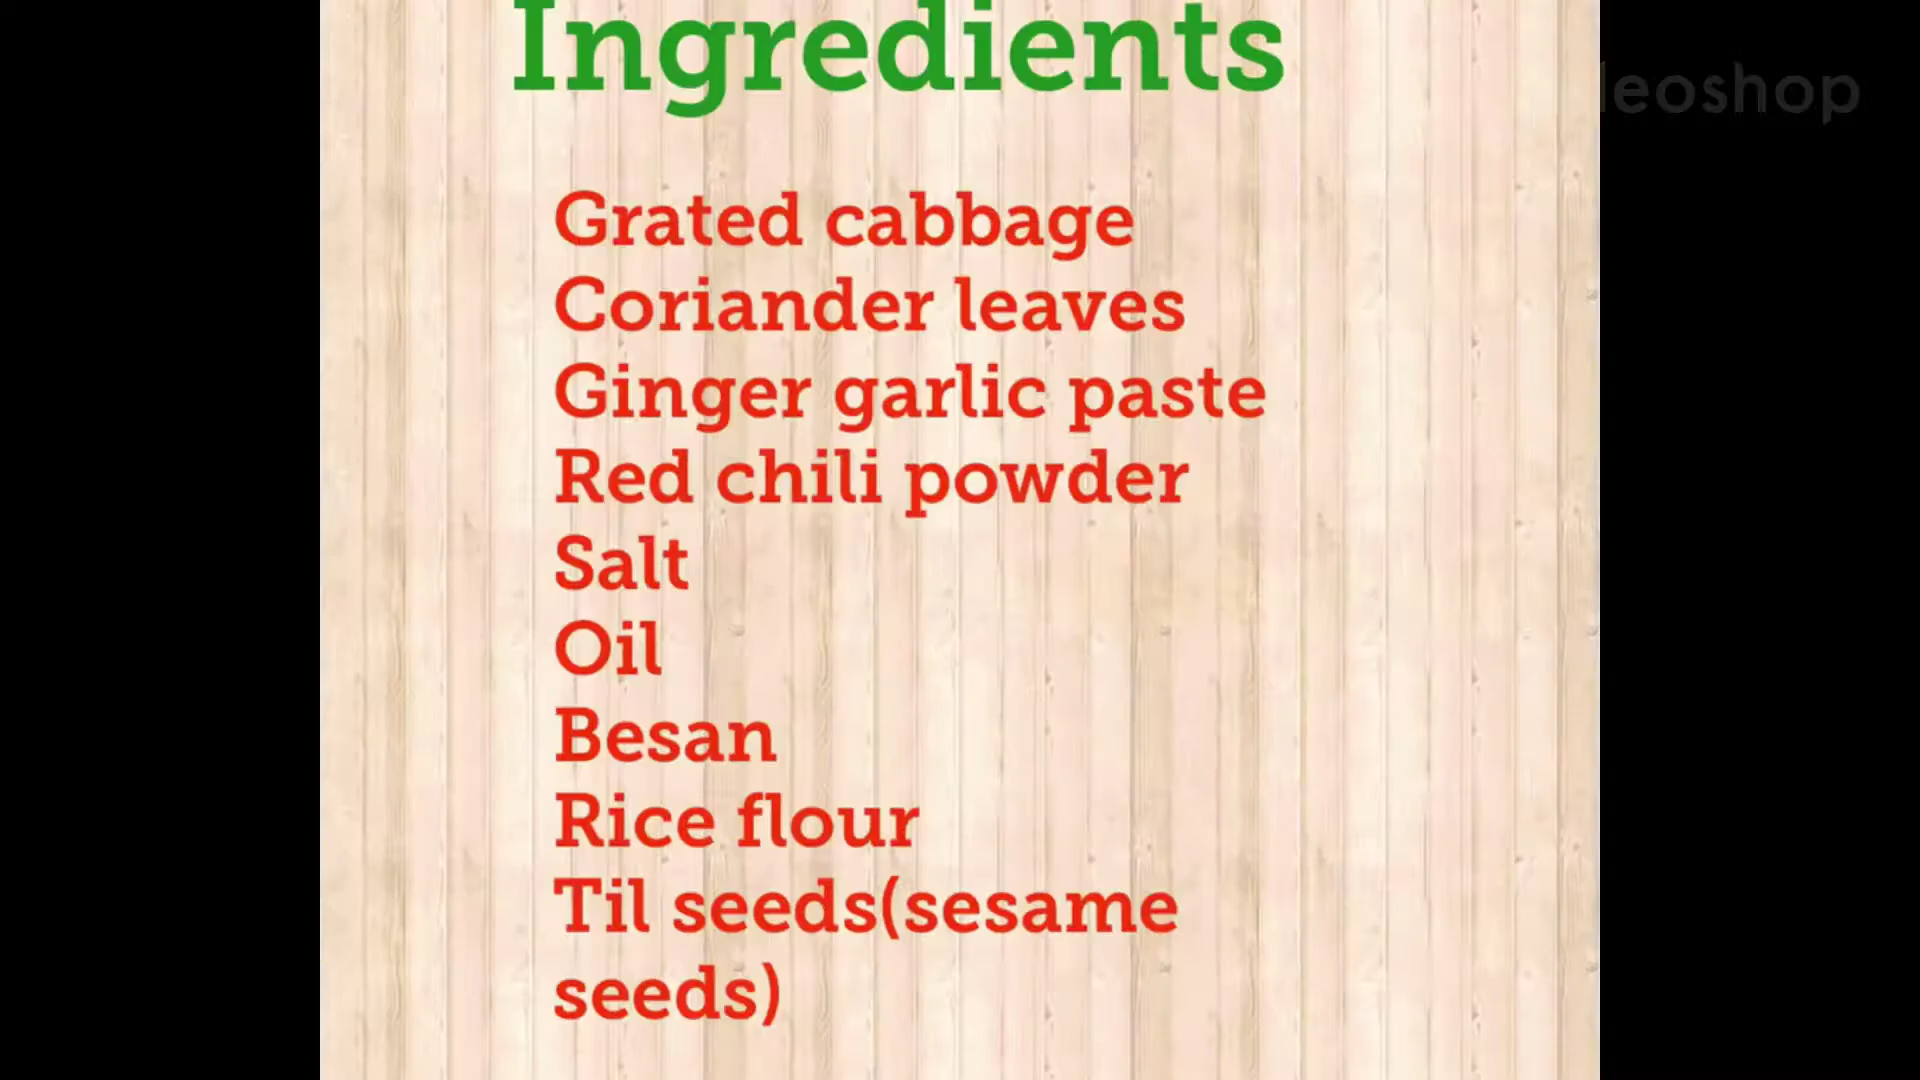 Ingredients
leoshop
Grated cabbage
Coriander leaves
Ginger garlic paste
Red chili powder
Salt
Oil
Besan
Rice flour
Til seeds(sesame
seeds)